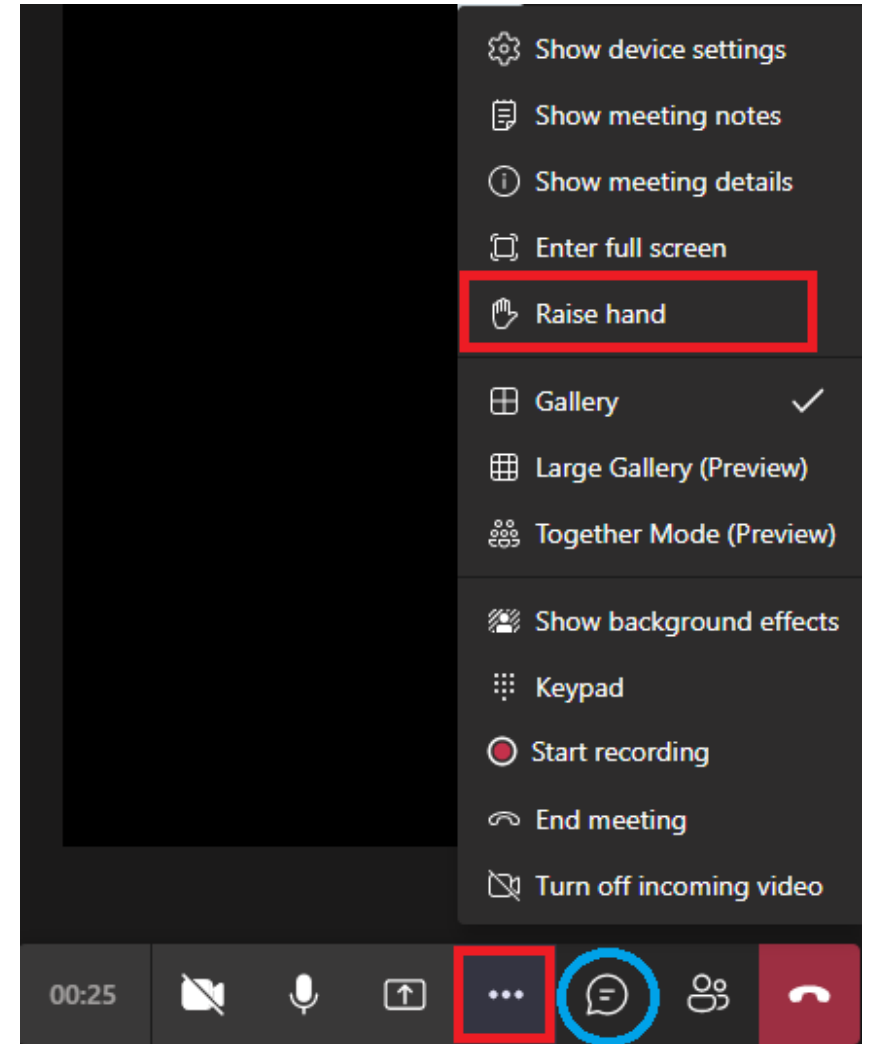 Show device settings
Show meeting notes
Show meeting details
Enter full screen
Raise hand
Gallery
Large Gallery (Preview)
Together Mode (Preview)
Show background effects
Keypad
Start recording
End meeting
Turn off incoming video
00:25